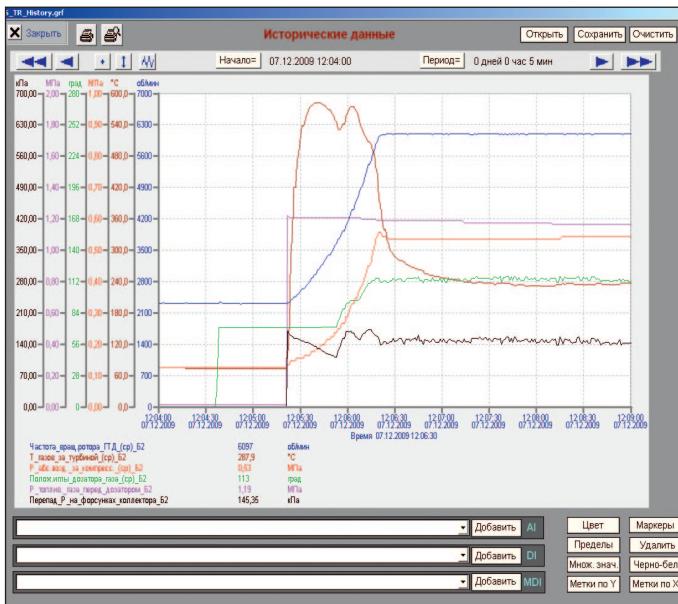 S_TR_History.grf
Закрыть Исторические данные Открыть Сохранить Очистить
Начало= 07.12.2009 12:04:00 Период= 0 дней 0 час 5 мин
кПа МПа град МПа °C об/мин
700,00 2,00 280 1,00 600,0 7000
630,00 1,80 252 0,90 540,0 6300
560,00 1,60 224 0,80 480,0 5600
490,00 1,40 196 0,70 420,0 4900
420,00 1,20 168 0,60 360,0 4200
350,00 1,00 140 0,50 300,0 3500
280,00 0,80 112 0,40 240,0 2800
210,00 0,60 84 0,30 180,0 2100
140,00 0,40 56 0,20 120,0 1400
70,00 0,20 28 0,10 60,0 700
0,00 0,00 0 0,00 0,0 0
12:04:00 12:04:30 12:05:00 12:05:30 12:06:00 12:06:30 12:07:00 12:07:30 12:08:00 12:08:30 12:09:00
07.12.2009 07.12.2009 07.12.2009 07.12.2009 07.12.2009 07.12.2009 07.12.2009 07.12.2009 07.12.2009 07.12.2009 07.12.2009
Время 07.12.2009 12:06:30
Частота_вращ.ротора_ГТД_(ср)_Б2 6097 об/мин
Т_газов_за_турбиной_(ср)_Б2 287,9 °C
Р_абс.возд._за_компресс._(ср)_Б2 0,53 МПа
Полож.иглы_дозатора_газа_(ср)_Б2 113 град
Р_топливн._газа_перед_дозатором_Б2 1,19 МПа
Перепад_Р_на_форсунках_коллектора_Б2 145,35 кПа
Добавить AI Цвет Маркеры
Добавить DI Пределы Удалить
Множ. знач. Черно-бел
Добавить MDI Метки по Y Метки по X